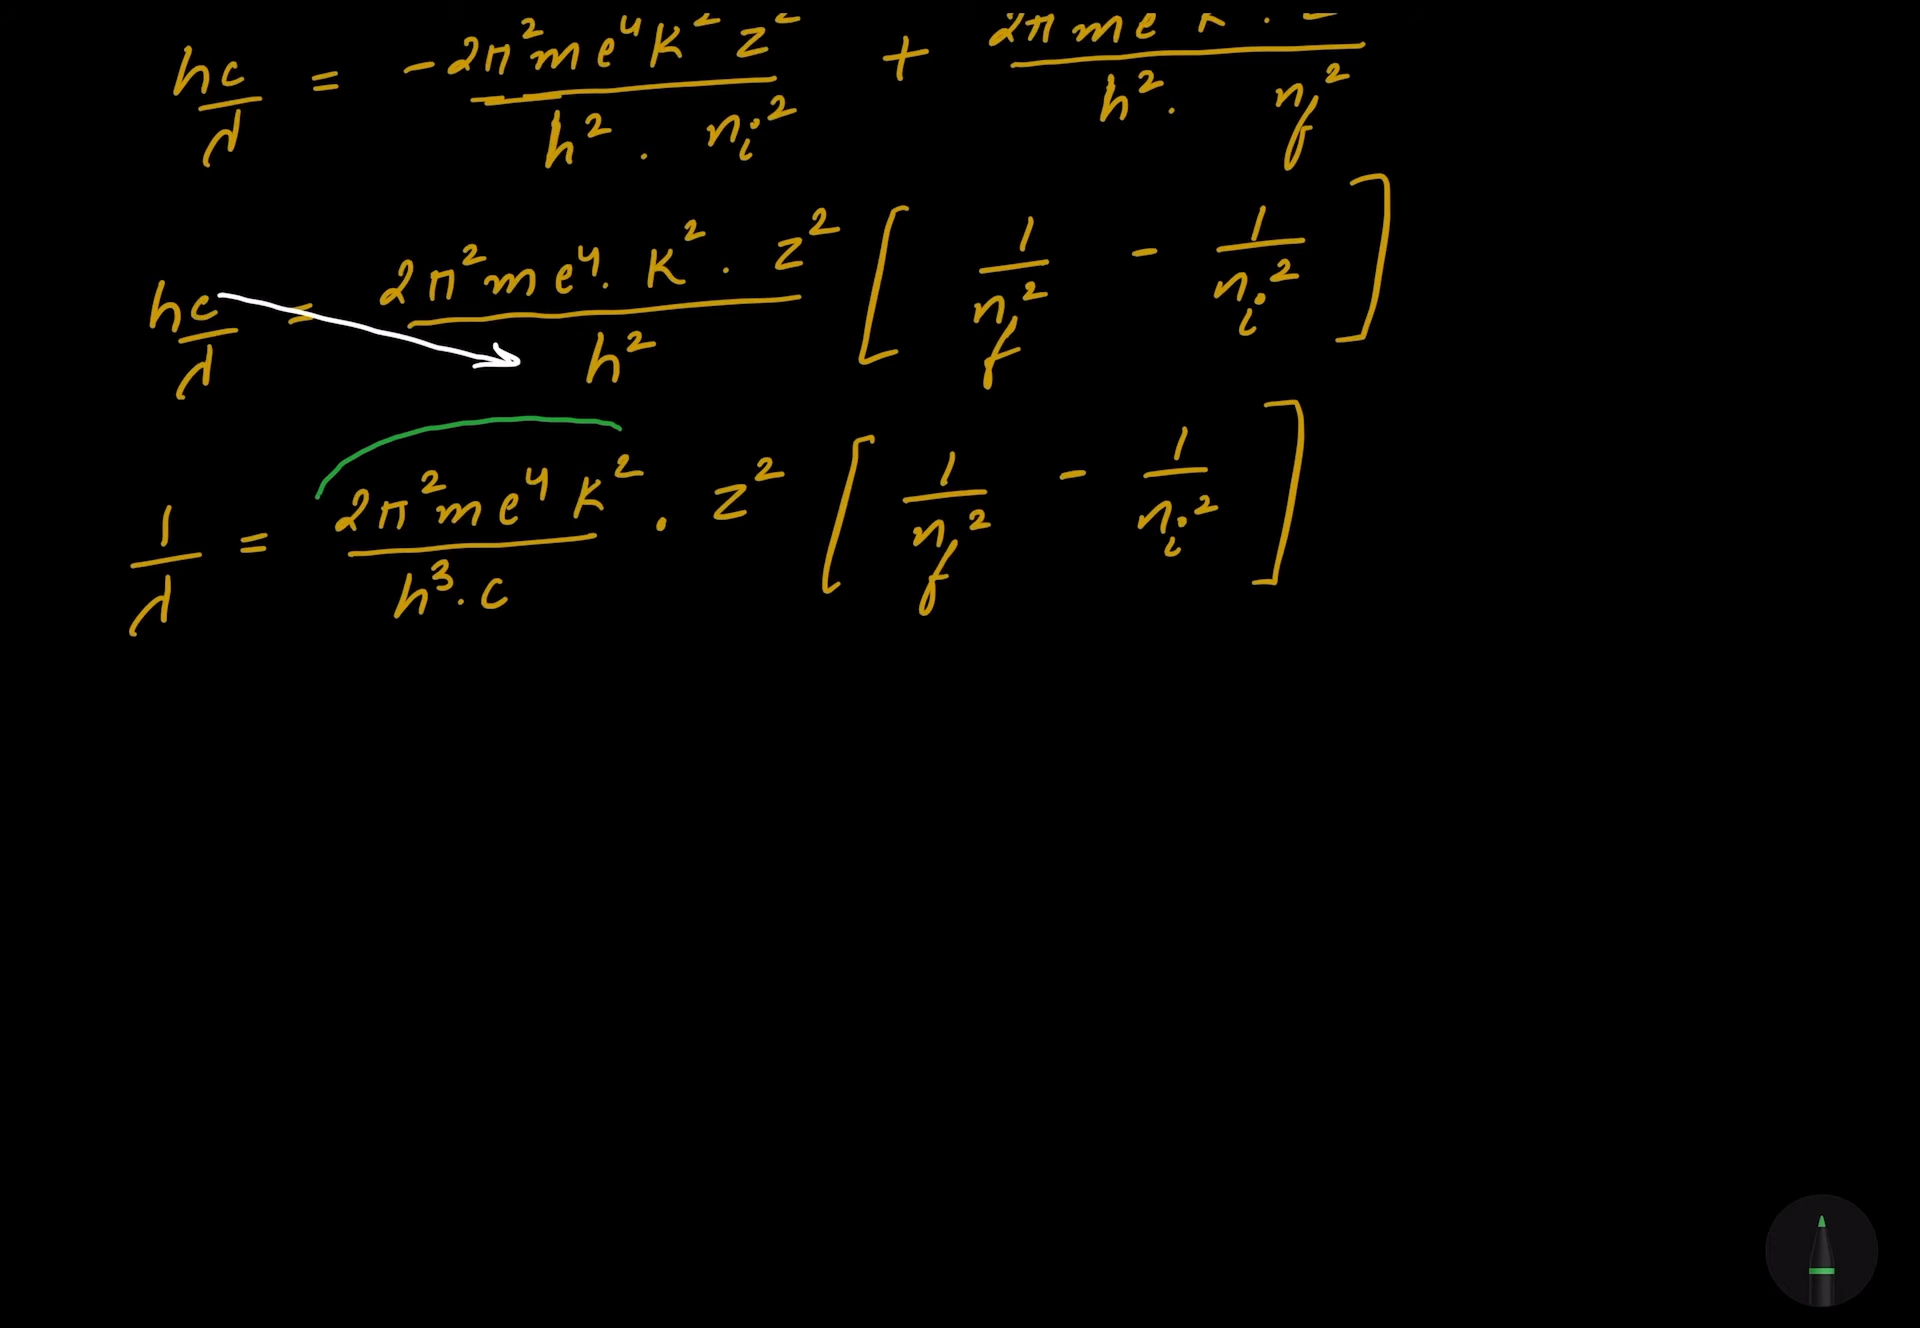 hc/λ = -2π²me⁴K²Z²/h².nᵢ² + 2πme K./h². n_f²
hc/λ = 2π²me⁴.K².Z²/h² [1/n_f² - 1/nᵢ²]
1/λ = 2π²me⁴K²/h³.c . Z² [1/n_f² - 1/nᵢ²]